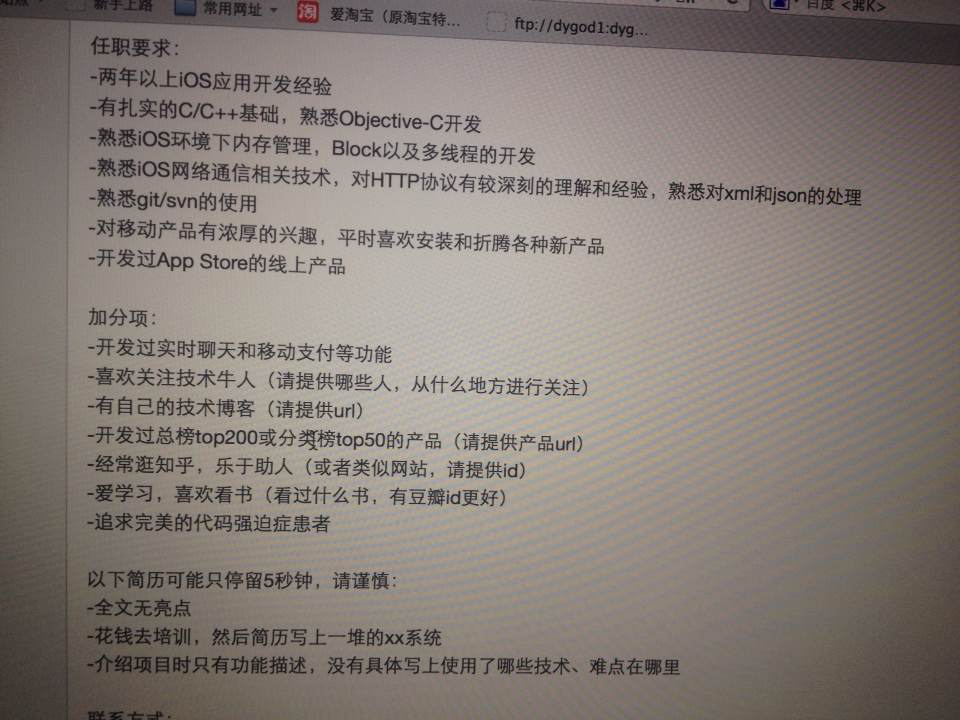 新手上路
常用网址
淘
爱淘宝（原淘宝特...
ftp://dygod1:dyg...
百度 <⌘K>
任职要求：
-两年以上iOS应用开发经验
-有扎实的C/C++基础，熟悉Objective-C开发
-熟悉iOS环境下内存管理，Block以及多线程的开发
-熟悉iOS网络通信相关技术，对HTTP协议有较深刻的理解和经验，熟悉对xml和json的处理
-熟悉git/svn的使用
-对移动产品有浓厚的兴趣，平时喜欢安装和折腾各种新产品
-开发过App Store的线上产品
加分项：
-开发过实时聊天和移动支付等功能
-喜欢关注技术牛人（请提供哪些人，从什么地方进行关注）
-有自己的技术博客（请提供url）
-开发过总榜top200或分类榜top50的产品（请提供产品url）
-经常逛知乎，乐于助人（或者类似网站，请提供id）
-爱学习，喜欢看书（看过什么书，有豆瓣id更好）
-追求完美的代码强迫症患者
以下简历可能只停留5秒钟，请谨慎：
-全文无亮点
-花钱去培训，然后简历写上一堆的xx系统
-介绍项目时只有功能描述，没有具体写上使用了哪些技术、难点在哪里
联系方式：